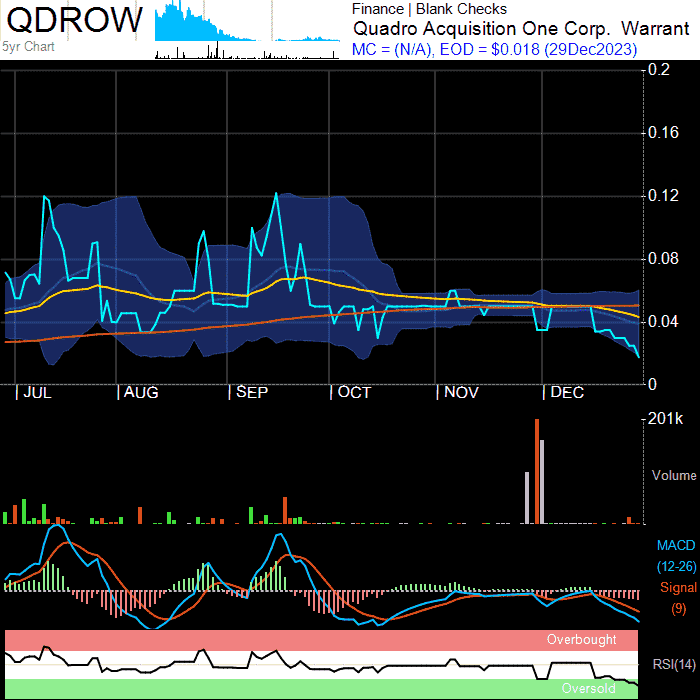 QDROW
5yr Chart
Finance | Blank Checks
Quadro Acquisition One Corp.  Warrant
MC = (N/A), EOD = $0.018 (29Dec2023)
0.2
0.16
0.12
0.08
0.04
0
|JUL |AUG |SEP |OCT |NOV |DEC
201k
Volume
MACD
(12-26)
Signal
(9)
Overbought
RSI(14)
Oversold